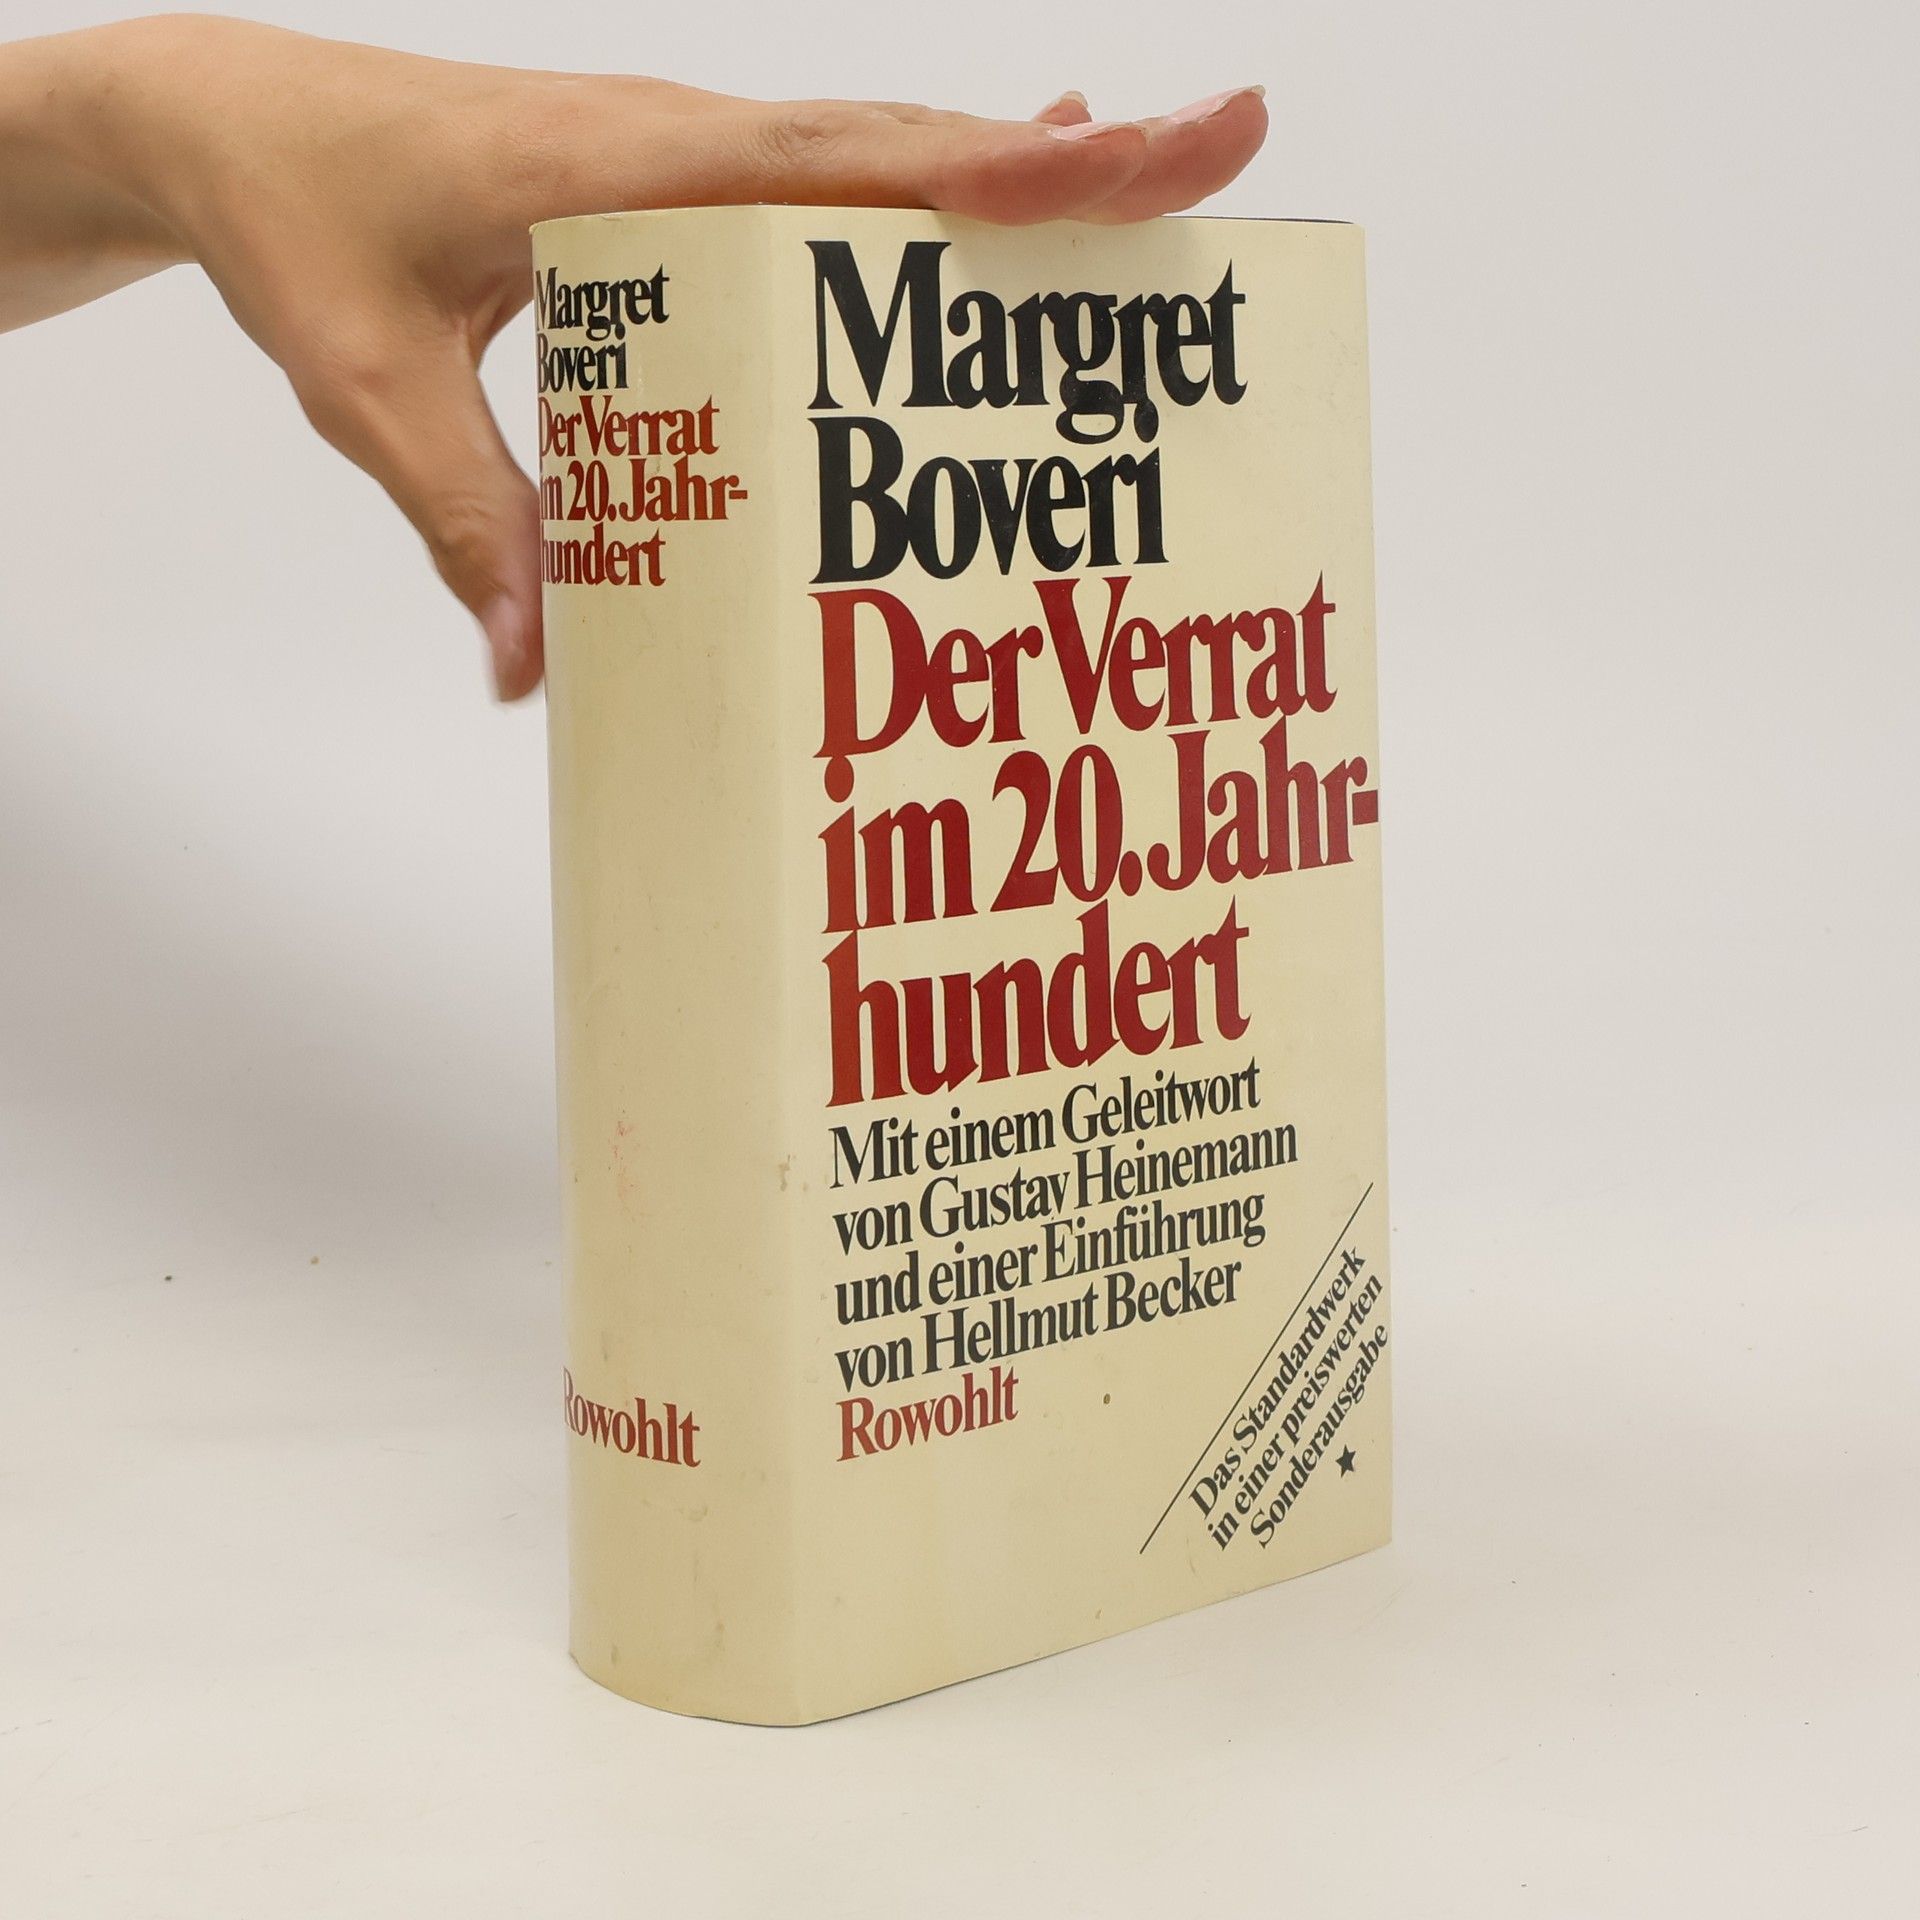 Margret
Boveri
Der Verrat
im 20. Jahr-
hundert
Rowohlt
Margret
Boveri
Der Verrat
im 20. Jahr-
hundert
Mit einem Geleitwort
von Gustav Heinemann
und einer Einführung
von Hellmut Becker
Rowohlt
Das Standardwerk
in einer preiswerten
Sonderausgabe